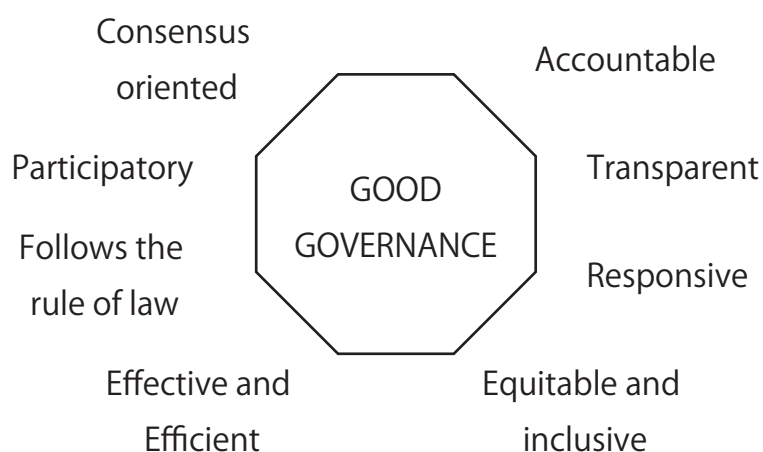 Consensus
oriented
Accountable
Participatory
Transparent
GOOD
GOVERNANCE
Follows the
rule of law
Responsive
Effective and
Efficient
Equitable and
inclusive